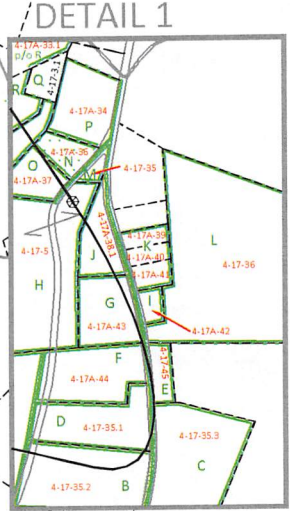 DETAIL 1
4-17A-33.1
p/o R
Q
4-17-3.1
R
4-17A-34
P
4-17A-36
N
O
M
4-17-35
4-17A-37
4-17A-38.1
4-17A-39
K
L
4-17-5
J
4-17A-40
4-17-36
4-17A-41
H
G
I
4-17A-43
4-17A-42
F
4-17-45
4-17A-44
E
D
4-17-35.1
4-17-35.3
C
4-17-35.2
B